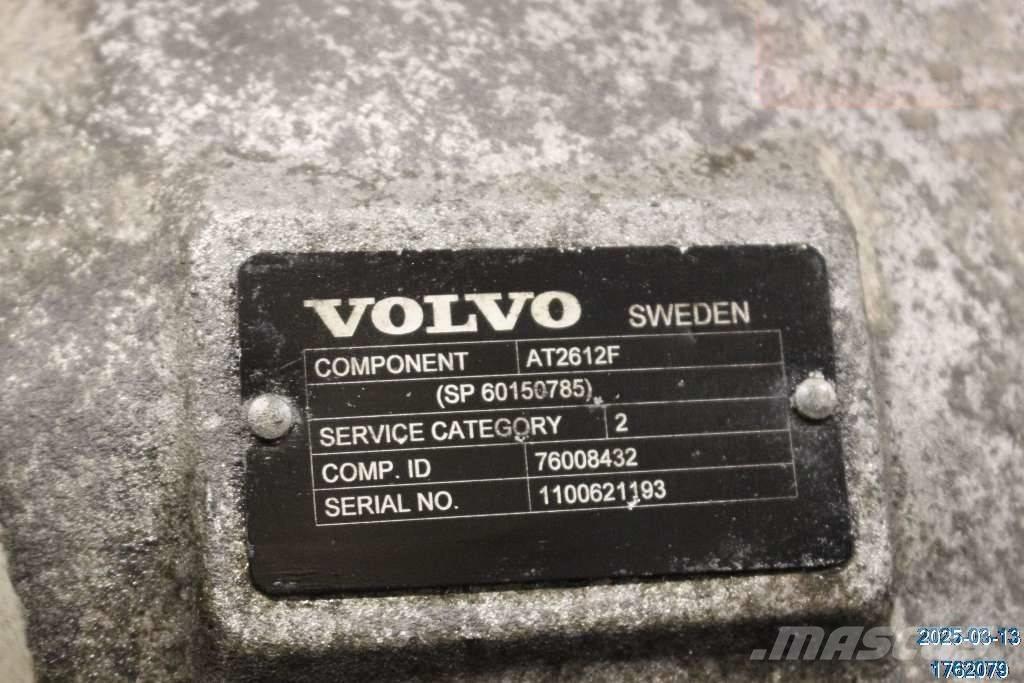 VOLVO SWEDEN
COMPONENT AT2612F
(SP 60150785)
SERVICE CATEGORY 2
COMP. ID 76008432
SERIAL NO. 1100621193
2025-03-13
1762079